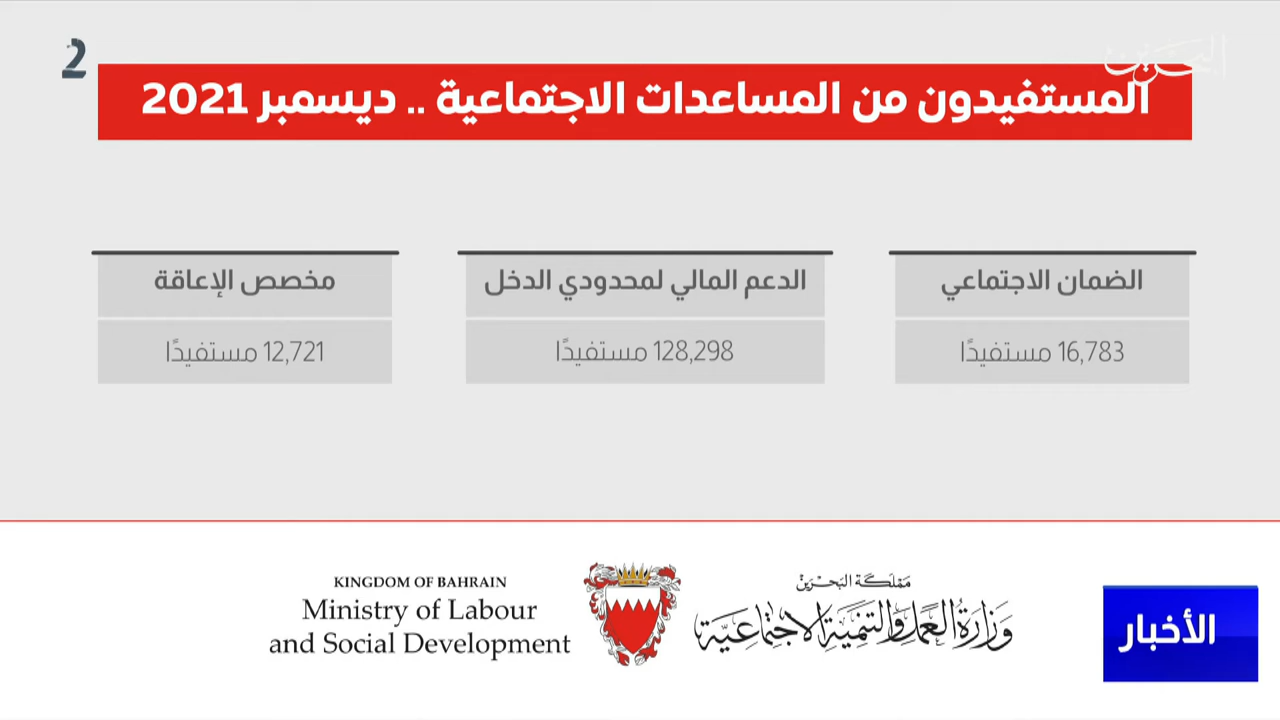 البحرين
2
المستفيدون من المساعدات الاجتماعية .. ديسمبر 2021
الضمان الاجتماعي
16,783 مستفيدًا
الدعم المالي لمحدودي الدخل
128,298 مستفيدًا
مخصص الإعاقة
12,721 مستفيدًا
مملكة البحرين
وزارة العمل والتنمية الاجتماعية
KINGDOM OF BAHRAIN
Ministry of Labour
and Social Development
الأخبار